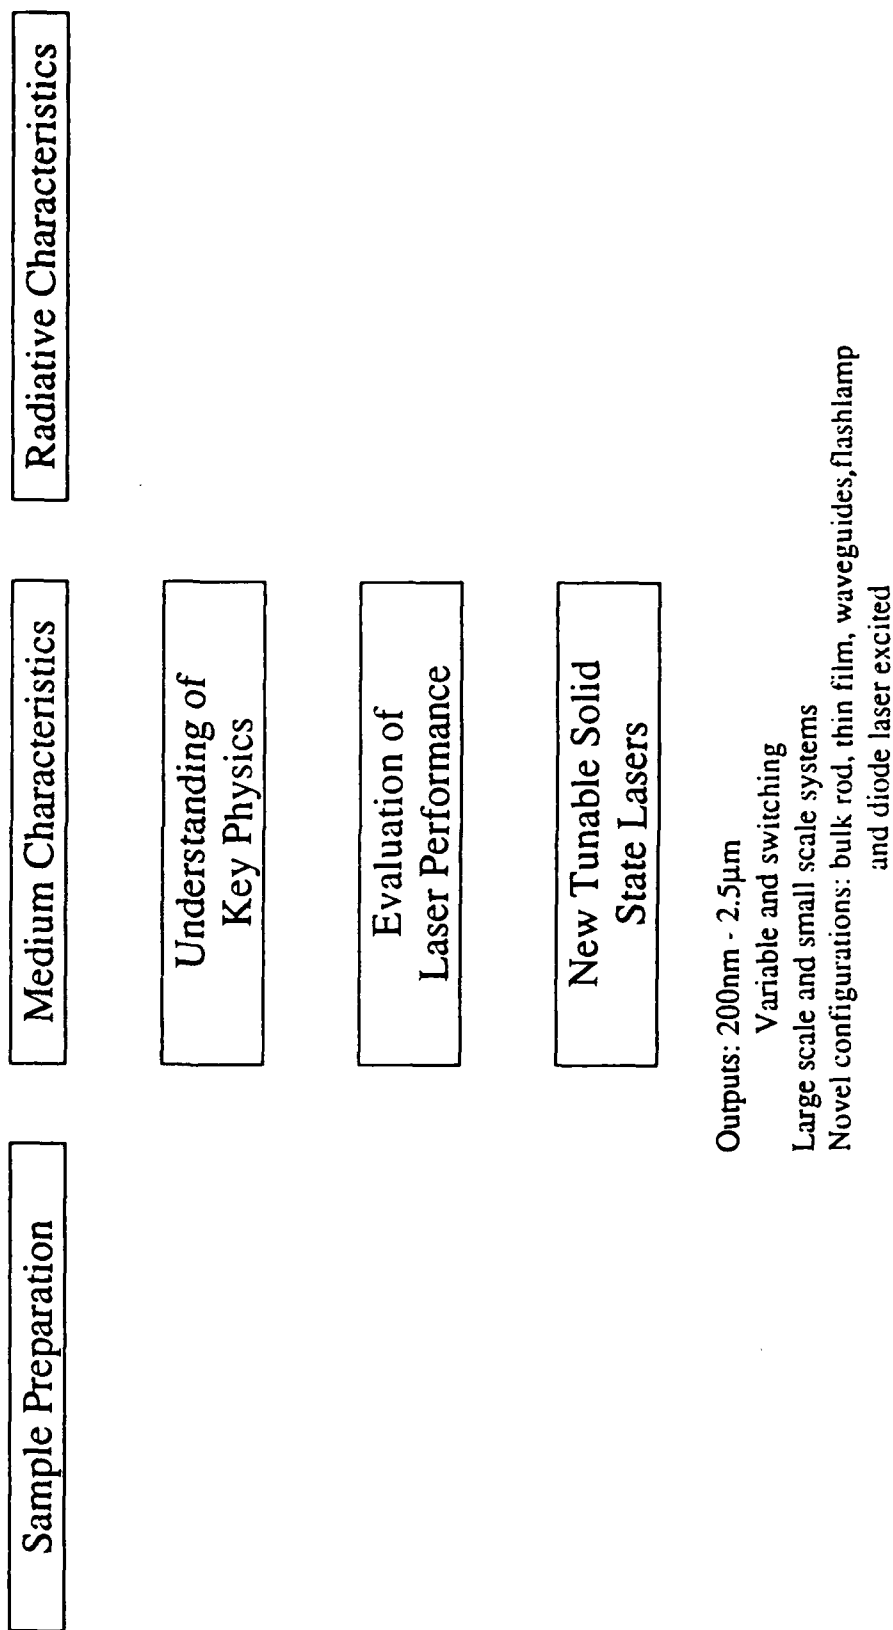 Sample Preparation
Medium Characteristics
Radiative Characteristics
Understanding of
Key Physics
Evaluation of
Laser Performance
New Tunable Solid
State Lasers
Outputs: 200nm - 2.5μm
Variable and switching
Large scale and small scale systems
Novel configurations: bulk rod, thin film, waveguides,flashlamp
and diode laser excited